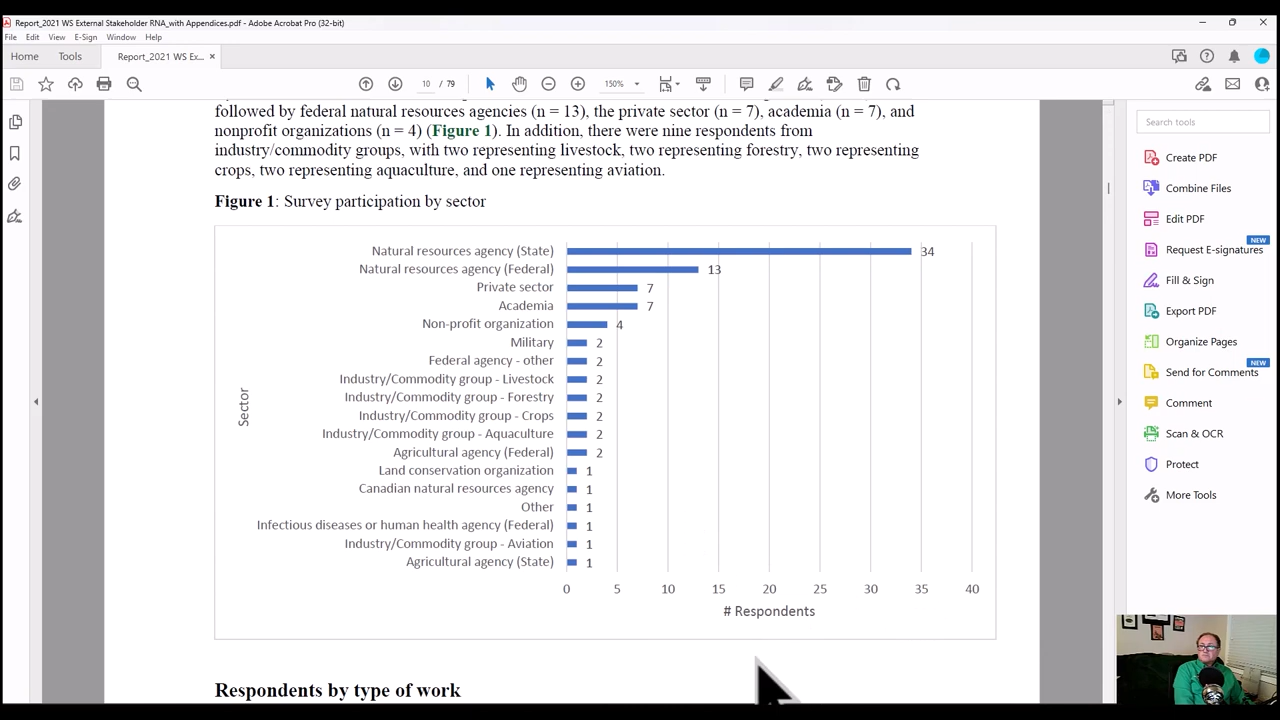 Report_2021 WS External Stakeholder RNA_with Appendices.pdf - Adobe Acrobat Pro (32-bit)
File Edit View E-Sign Window Help
Home Tools Report_2021 WS Ex...
10 / 79 150%
followed by federal natural resources agencies (n = 13), the private sector (n = 7), academia (n = 7), and
nonprofit organizations (n = 4) (Figure 1). In addition, there were nine respondents from
industry/commodity groups, with two representing livestock, two representing forestry, two representing
crops, two representing aquaculture, and one representing aviation.
Figure 1: Survey participation by sector
Sector
Natural resources agency (State) 34
Natural resources agency (Federal) 13
Private sector 7
Academia 7
Non-profit organization 4
Military 2
Federal agency - other 2
Industry/Commodity group - Livestock 2
Industry/Commodity group - Forestry 2
Industry/Commodity group - Crops 2
Industry/Commodity group - Aquaculture 2
Agricultural agency (Federal) 2
Land conservation organization 1
Canadian natural resources agency 1
Other 1
Infectious diseases or human health agency (Federal) 1
Industry/Commodity group - Aviation 1
Agricultural agency (State) 1
0 5 10 15 20 25 30 35 40
# Respondents
Respondents by type of work
Search tools
Create PDF
Combine Files
Edit PDF
NEW
Request E-signatures
Fill & Sign
Export PDF
Organize Pages
NEW
Send for Comments
Comment
Scan & OCR
Protect
More Tools